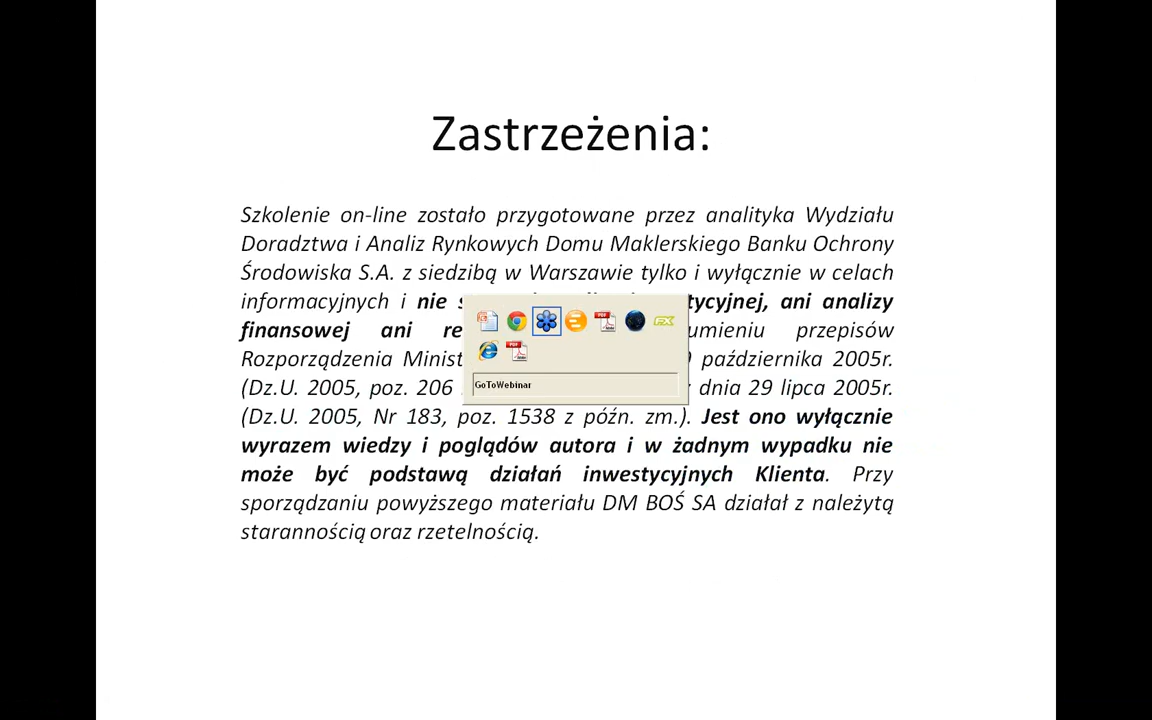 Zastrzeżenia:
Szkolenie on-line zostało przygotowane przez analityka Wydziału
Doradztwa i Analiz Rynkowych Domu Maklerskiego Banku Ochrony
Środowiska S.A. z siedzibą w Warszawie tylko i wyłącznie w celach
informacyjnych i nie ani analizy
finansowej ani przepisów
Rozporządzenia października 2005r.
(Dz.U. 2005, poz. 206 dnia 29 lipca 2005r.
GoToWebinar
(Dz.U. 2005, Nr 183, poz. 1538 z późn. zm.). Jest ono wyłącznie
wyrazem wiedzy i poglądów autora i w żadnym wypadku nie
może być podstawą działań inwestycyjnych Klienta. Przy
sporządzaniu powyższego materiału DM BOŚ SA działał z należytą
starannością oraz rzetelnością.